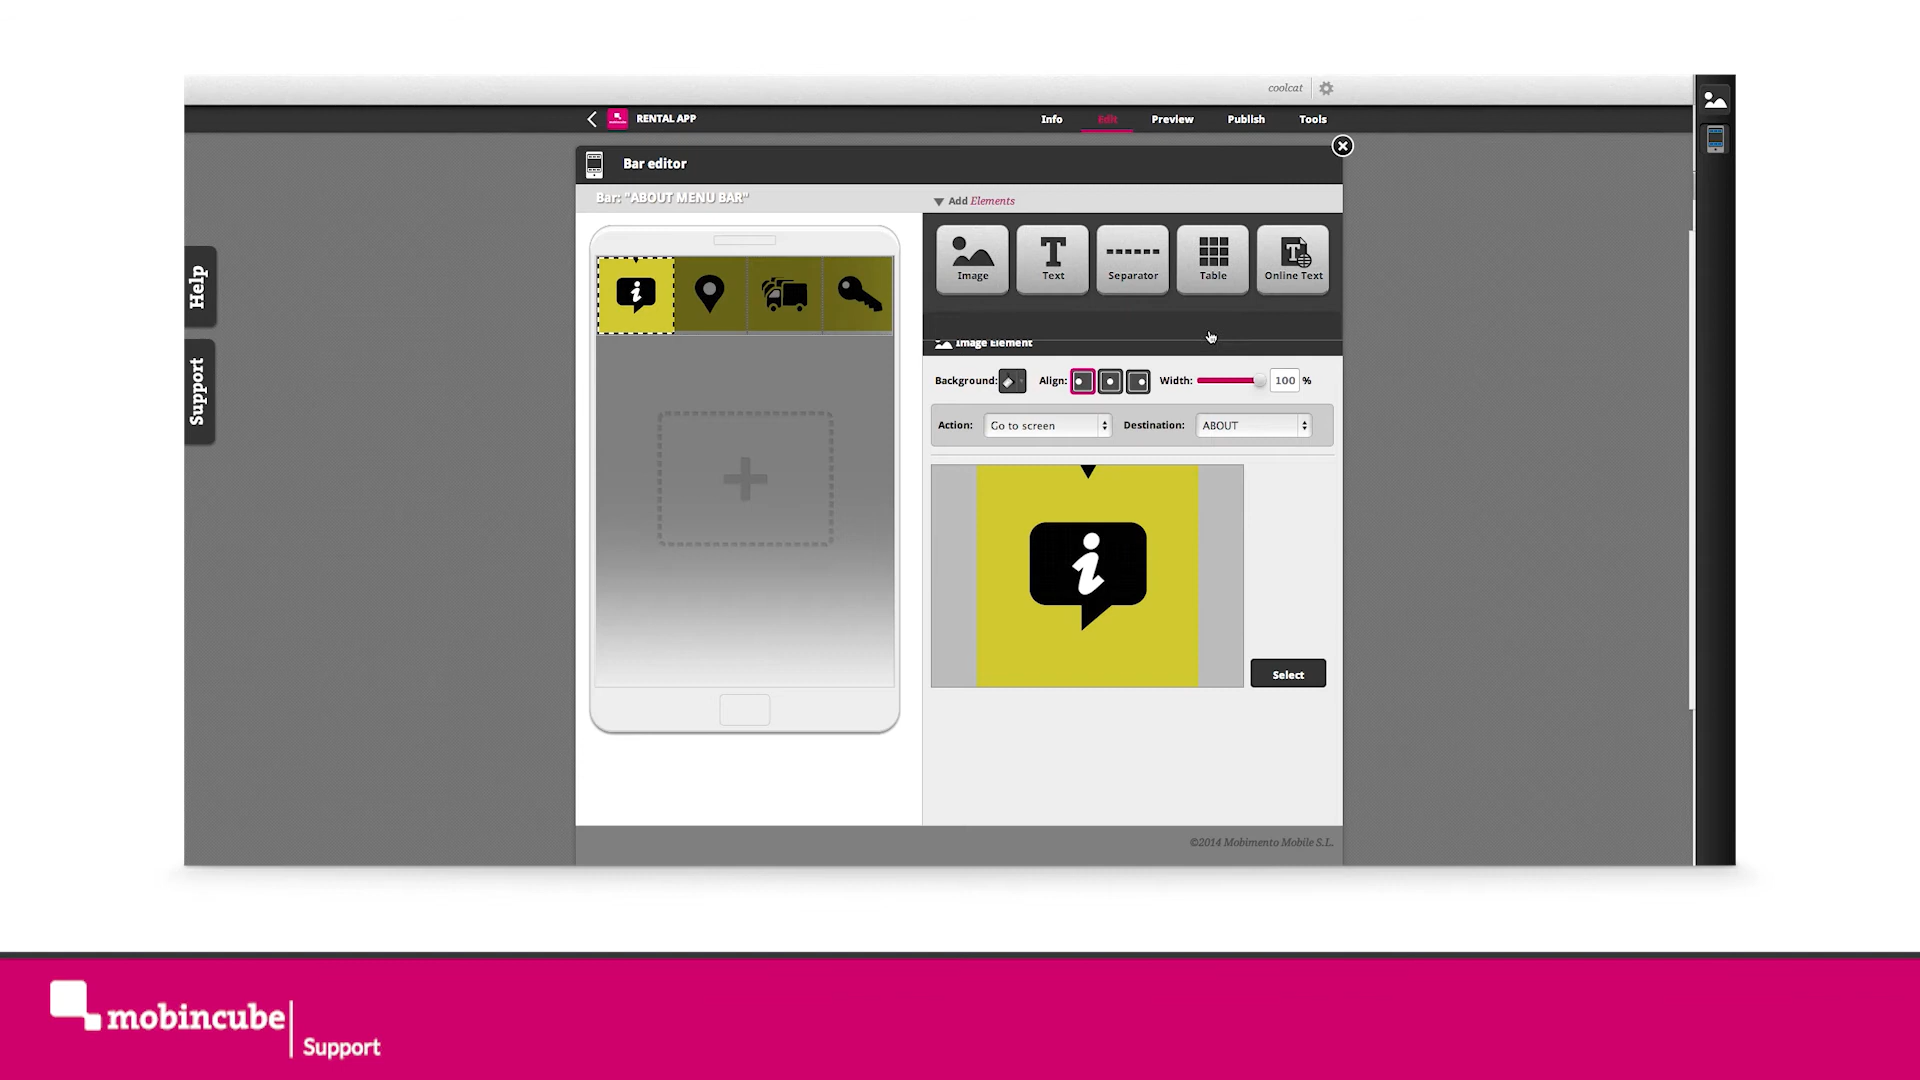 coolcat
RENTAL APP
Info
Edit
Preview
Publish
Tools
Bar editor
Bar: "ABOUT MENU BAR"
Add Elements
Image
Text
Separator
Table
Online Text
Help
Support
Image Element
Background:
Align:
Width:
100 %
Action:
Go to screen
Destination:
ABOUT
Select
©2014 Mobimento Mobile S.L.
mobincube
Support